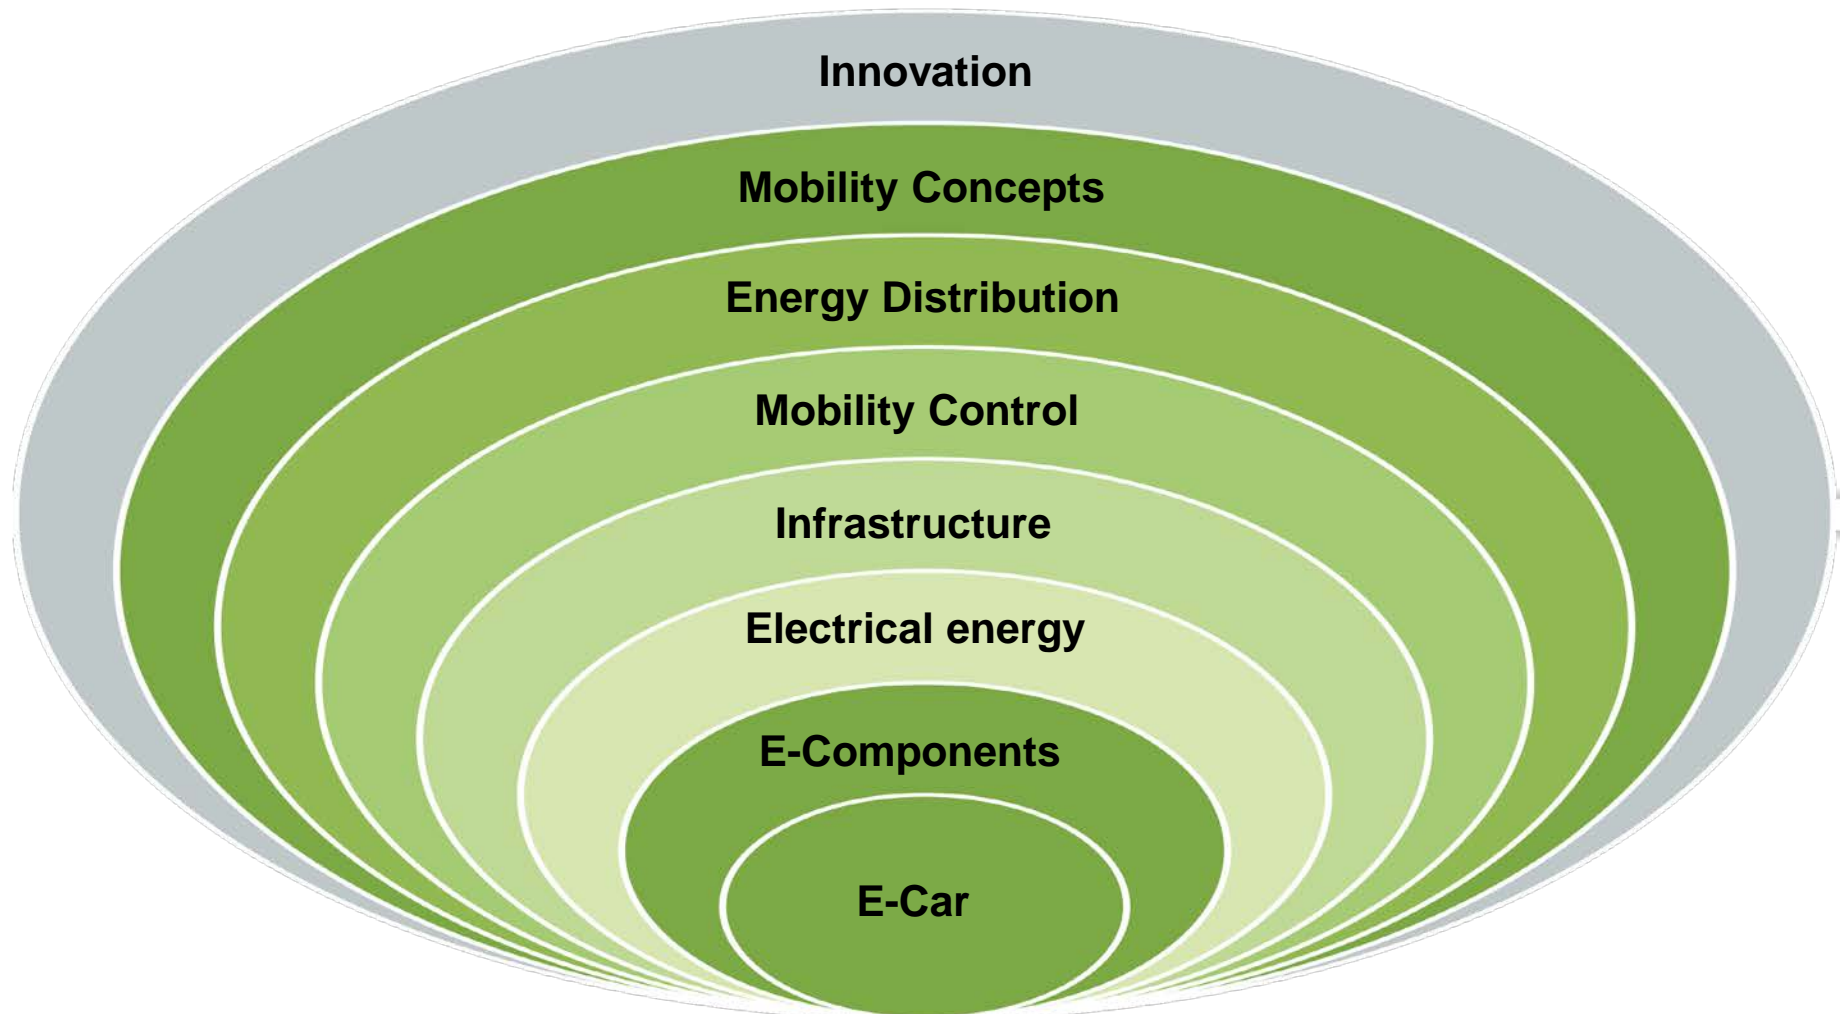 Innovation
Mobility Concepts
Energy Distribution
Mobility Control
Infrastructure
Electrical energy
E-Components
E-Car